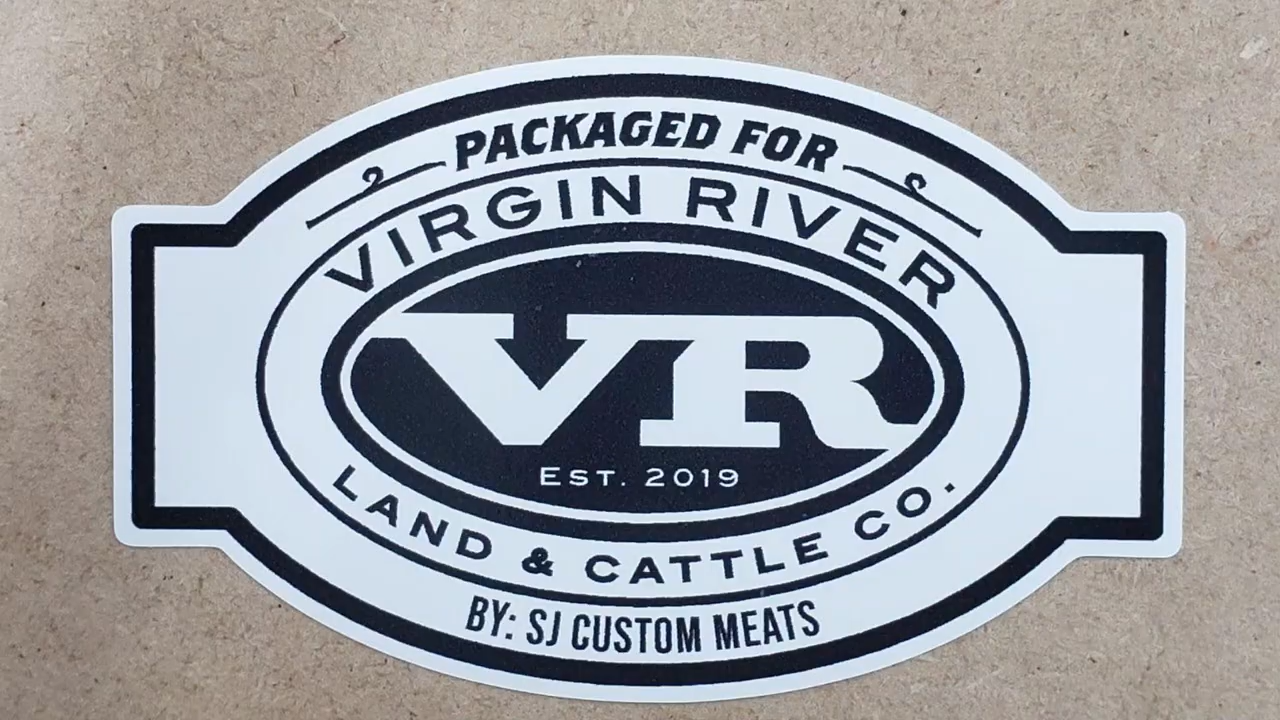 PACKAGED FOR
VIRGIN RIVER
VR
EST. 2019
LAND & CATTLE CO.
BY: SJ CUSTOM MEATS